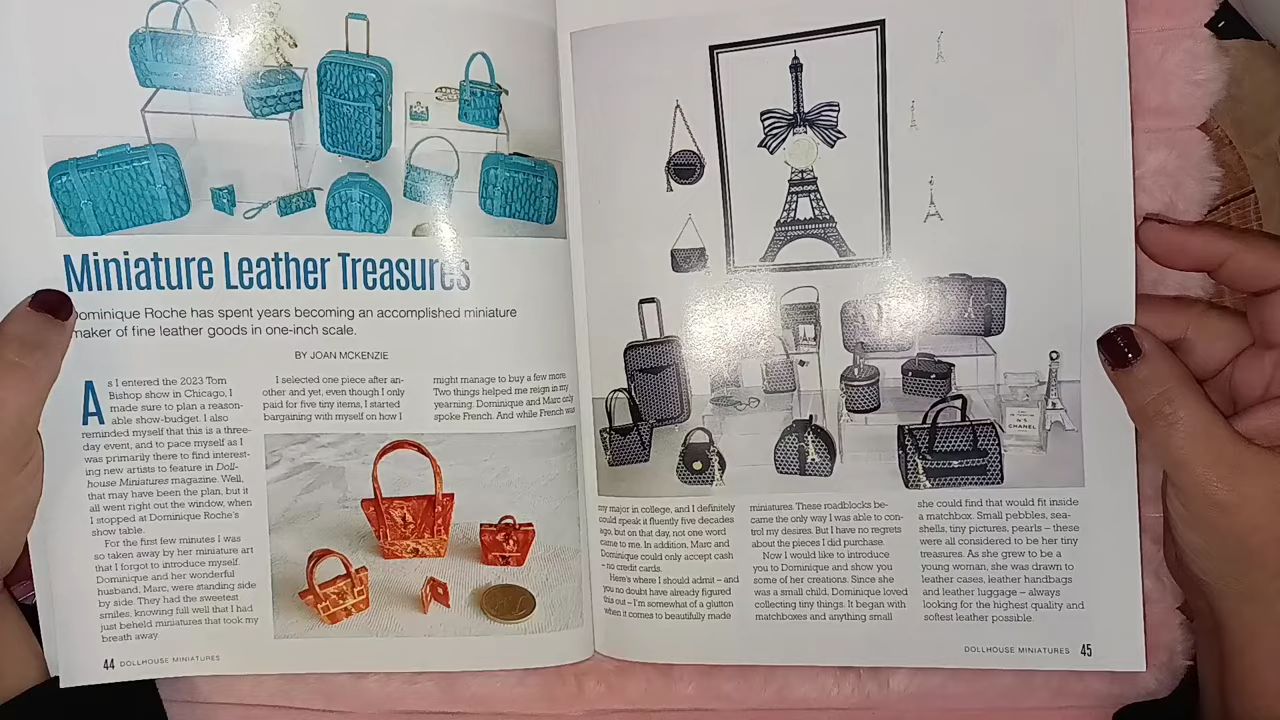 Miniature Leather Treasures
Dominique Roche has spent years becoming an accomplished miniature
maker of fine leather goods in one-inch scale.
BY JOAN MCKENZIE
As I entered the 2023 Tom
Bishop show in Chicago, I
made sure to plan a reason-
able show-budget. I also
reminded myself that this is a three-
day event, and to pace myself as I
was primarily there to find interest-
ing new artists to feature in Doll-
house Miniatures magazine. Well,
that may have been the plan, but it
all went right out the window, when
I stopped at Dominique Roche's
show table.
For the first few minutes I was
so taken away by her miniature art
that I forgot to introduce myself.
Dominique and her wonderful
husband, Marc, were standing side
by side. They had the sweetest
smiles, knowing full well that I had
just beheld miniatures that took my
breath away.
I selected one piece after an-
other and yet, even though I only
paid for five tiny items, I started
bargaining with myself on how I
might manage to buy a few more.
Two things helped me reign in my
yearning. Dominique and Marc only
spoke French. And while French was
44 DOLLHOUSE MINIATURES
N°5
CHANEL
my major in college, and I definitely
could speak it fluently five decades
ago, but on that day, not one word
came to me. In addition, Marc and
Dominique could only accept cash
– no credit cards.
Here's where I should admit – and
you no doubt have already figured
this out – I'm somewhat of a glutton
when it comes to beautifully made
miniatures. These roadblocks be-
came the only way I was able to con-
trol my desires. But I have no regrets
about the pieces I did purchase.
Now I would like to introduce
you to Dominique and show you
some of her creations. Since she
was a small child, Dominique loved
collecting tiny things. It began with
matchboxes and anything small
she could find that would fit inside
a matchbox. Small pebbles, sea-
shells, tiny pictures, pearls – these
were all considered to be her tiny
treasures. As she grew to be a
young woman, she was drawn to
leather cases, leather handbags
and leather luggage – always
looking for the highest quality and
softest leather possible.
DOLLHOUSE MINIATURES 45